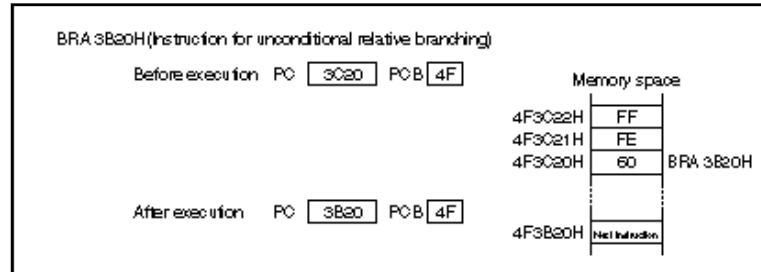 BRA 3B20H (Instruction for unconditional relative branching)
Before execution PC 3C20 PCB 4F
Memory space
4F3C22H FF
4F3C21H FE
4F3C20H 60 BRA 3B20H
After execution PC 3B20 PCB 4F
4F3B20H Next instruction